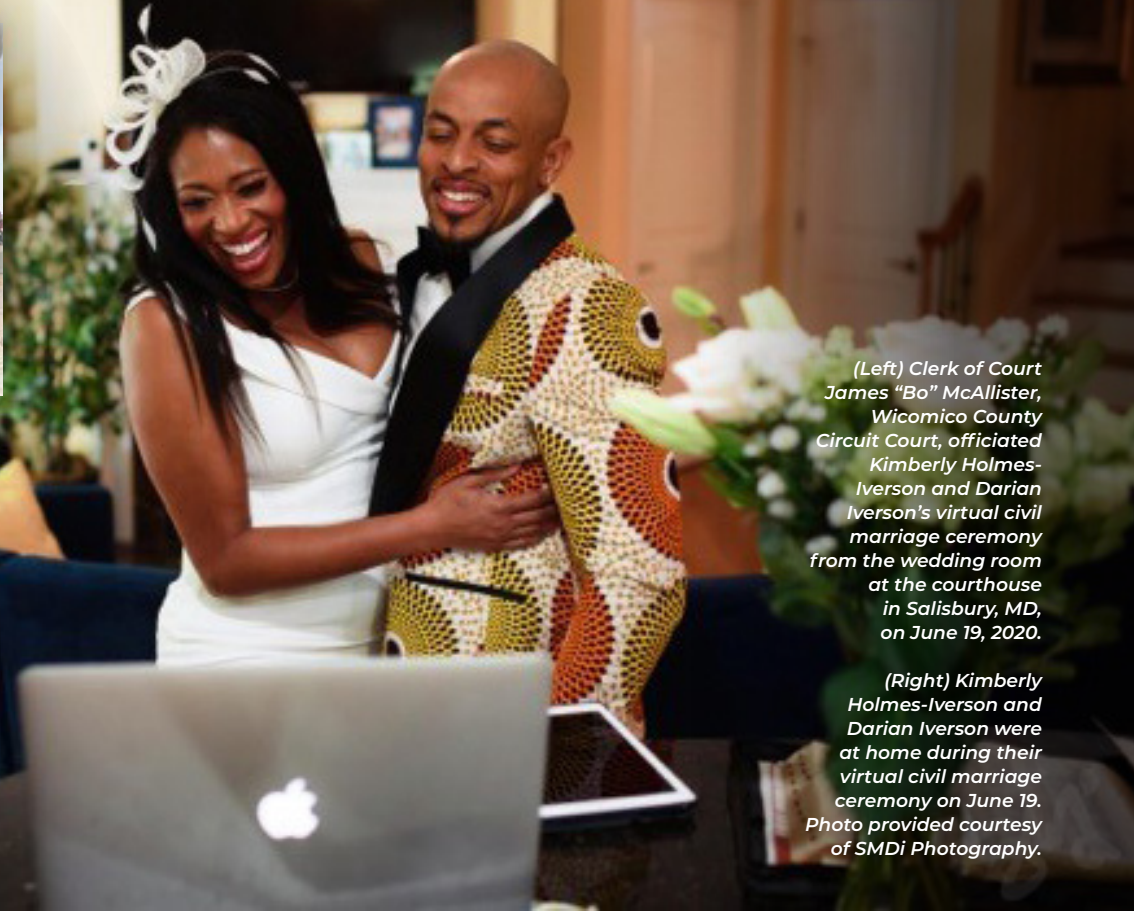 (Left) Clerk of Court
James “Bo” McAllister,
Wicomico County
Circuit Court, officiated
Kimberly Holmes-
Iverson and Darian
Iverson’s virtual civil
marriage ceremony
from the wedding room
at the courthouse
in Salisbury, MD,
on June 19, 2020.
(Right) Kimberly
Holmes-Iverson and
Darian Iverson were
at home during their
virtual civil marriage
ceremony on June 19.
Photo provided courtesy
of SMDi Photography.